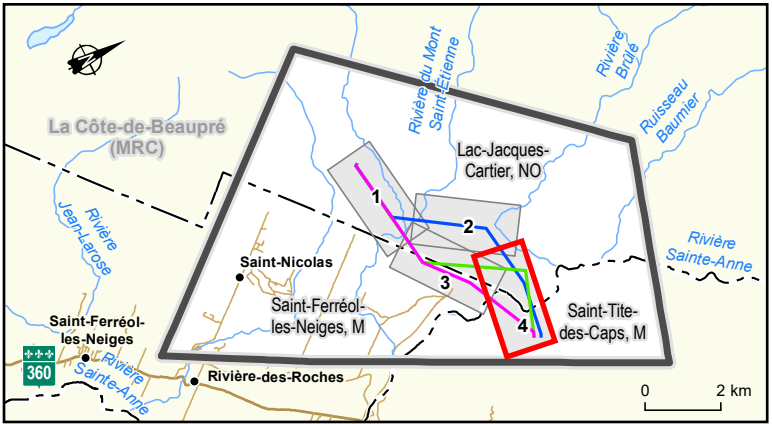 Rivière du Mont
Saint-Étienne
Rivière
Brûlé
Ruisseau
Baumier
La Côte-de-Beaupré
(MRC)
Lac-Jacques-
Cartier, NO
1
2
Rivière
Jean-Larose
Rivière
Sainte-Anne
Saint-Nicolas
3
Saint-Ferréol-
les-Neiges, M
4
Saint-Tite-
des-Caps, M
Saint-Ferréol-
les-Neiges
360
Rivière
Sainte-Anne
Rivière-des-Roches
0 2 km